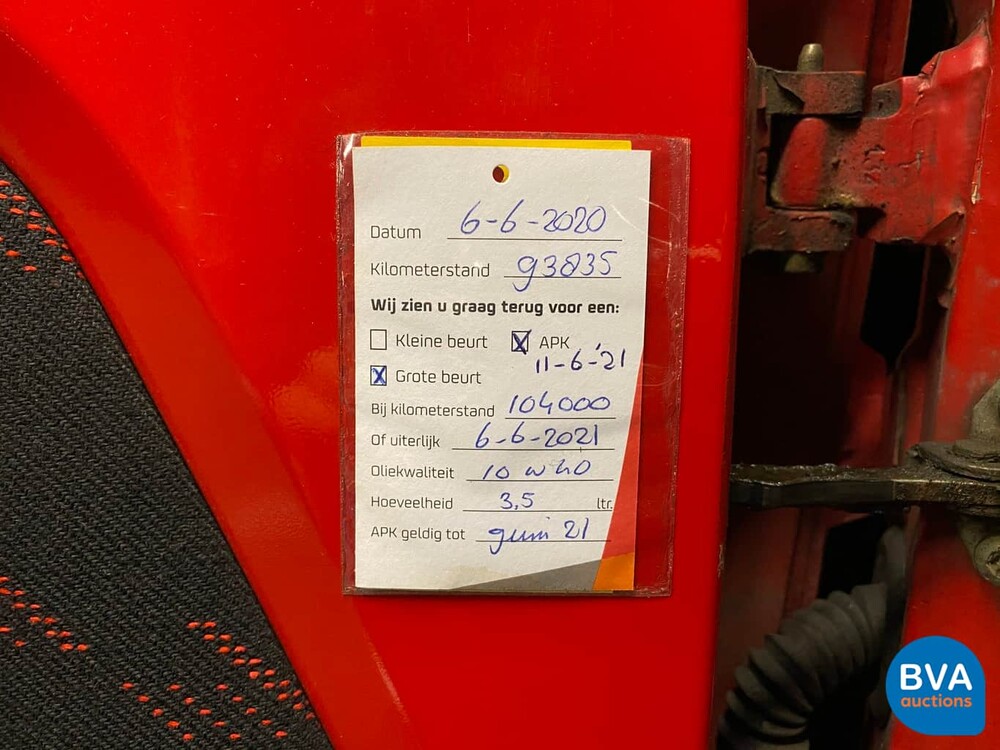 Datum 6-6-2020
Kilometerstand 93835
Wij zien u graag terug voor een:
Kleine beurt X APK
11-6-'21
X Grote beurt
Bij kilometerstand 104000
Of uiterlijk 6-6-2021
Oliekwaliteit 10 w 40
Hoeveelheid 3,5 ltr.
APK geldig tot juni 21
BVA
auctions